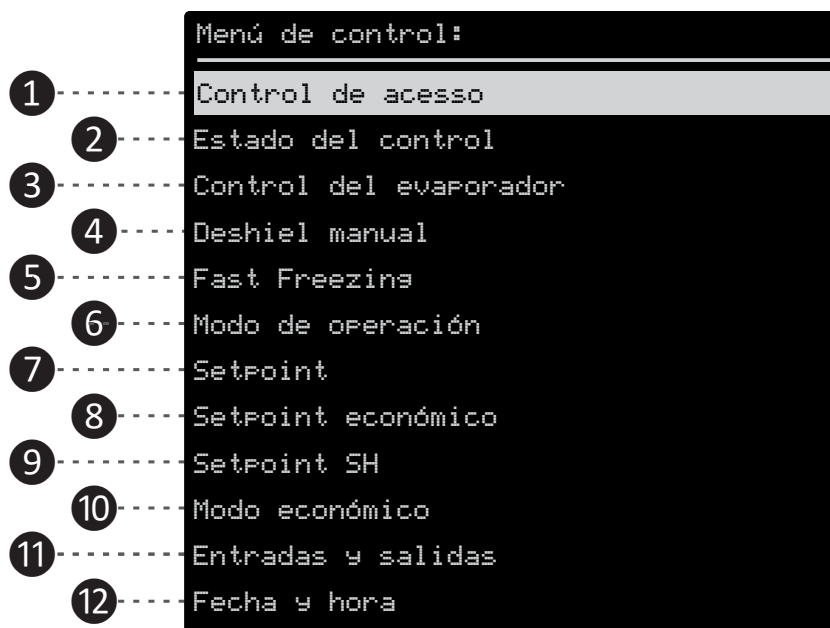 Menú de control:
1 Control de acesso
2 Estado del control
3 Control del evaporador
4 Deshiel manual
5 Fast Freezing
6 Modo de operación
7 Setpoint
8 Setpoint económico
9 Setpoint SH
10 Modo económico
11 Entradas y salidas
12 Fecha y hora